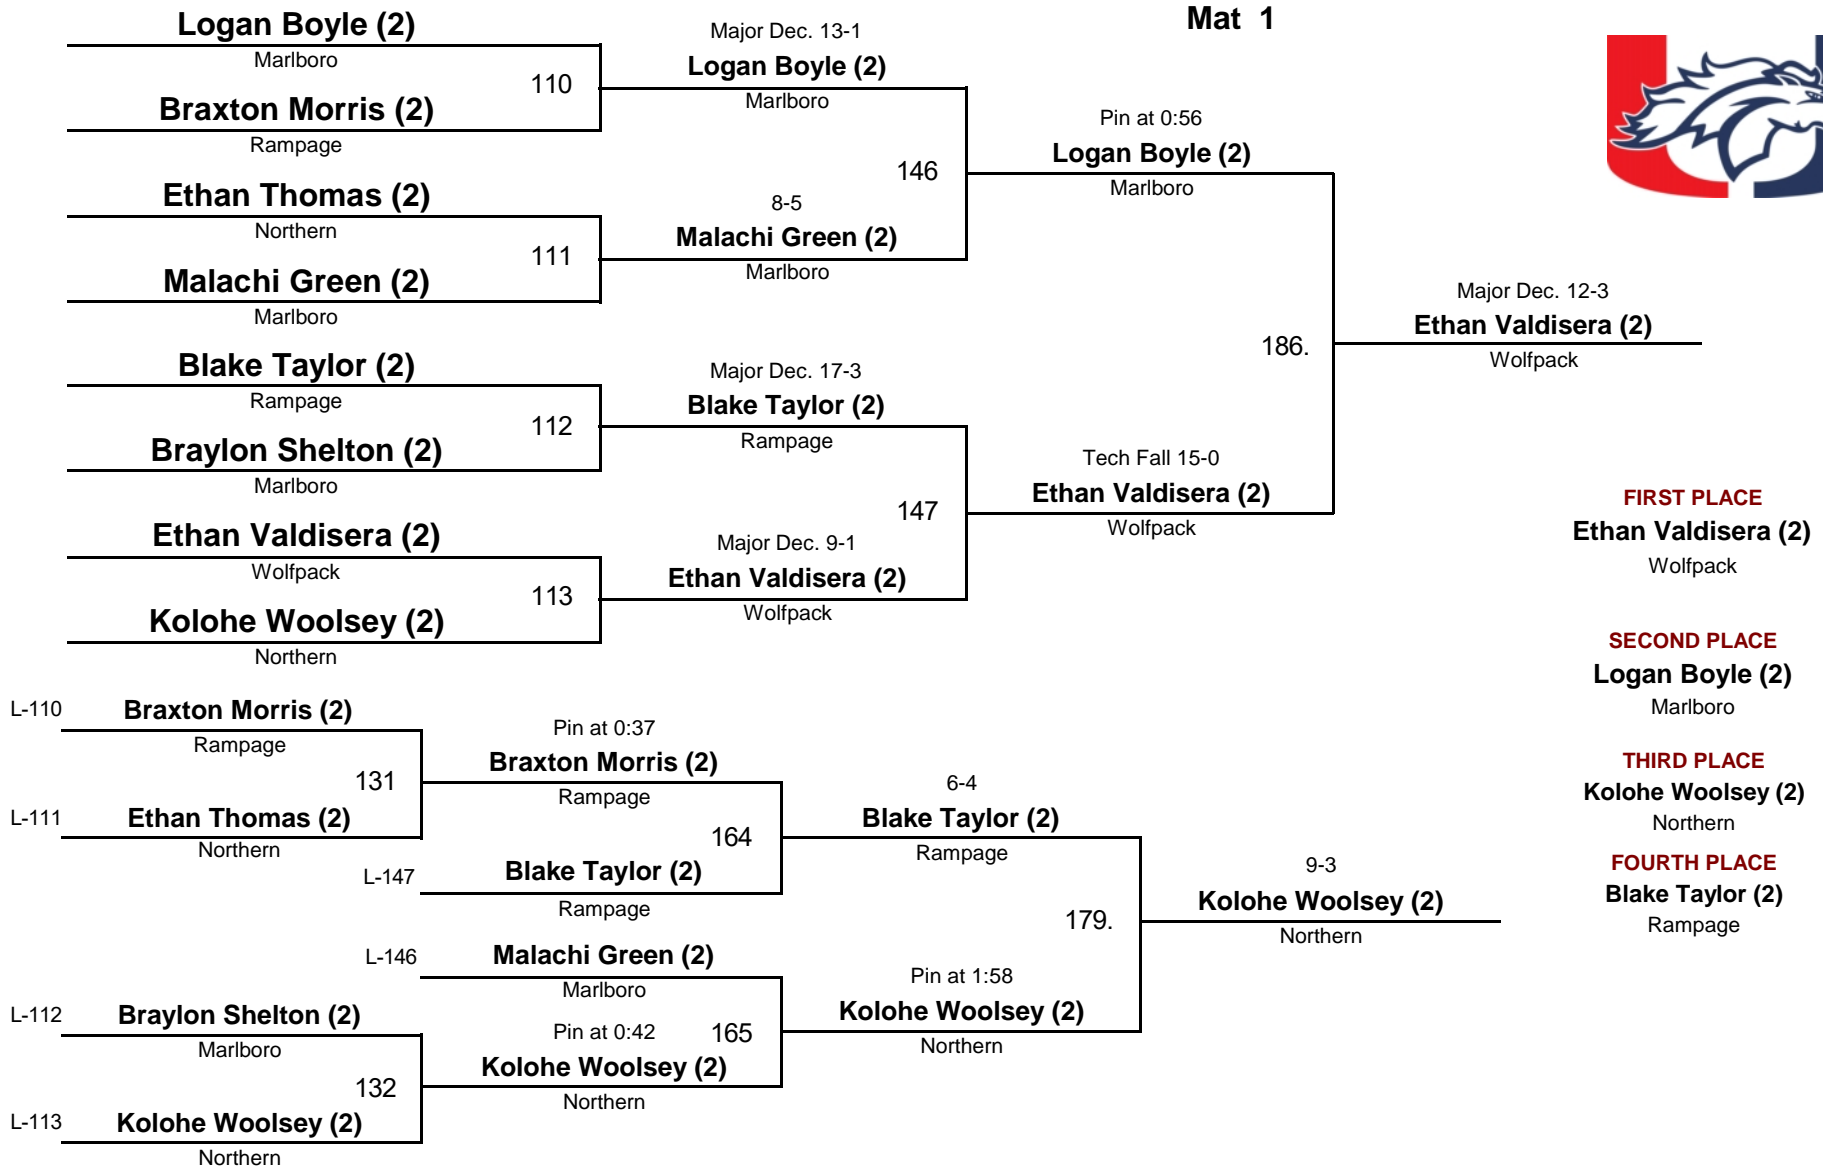 Mat 1
Logan Boyle (2)
Marlboro
110
Braxton Morris (2)
Rampage
Ethan Thomas (2)
Northern
111
Malachi Green (2)
Marlboro
Blake Taylor (2)
Rampage
112
Braylon Shelton (2)
Marlboro
Ethan Valdisera (2)
Wolfpack
113
Kolohe Woolsey (2)
Northern
Major Dec. 13-1
Logan Boyle (2)
Marlboro
146
8-5
Malachi Green (2)
Marlboro
Major Dec. 17-3
Blake Taylor (2)
Rampage
147
Major Dec. 9-1
Ethan Valdisera (2)
Wolfpack
Pin at 0:56
Logan Boyle (2)
Marlboro
186.
Tech Fall 15-0
Ethan Valdisera (2)
Wolfpack
Major Dec. 12-3
Ethan Valdisera (2)
Wolfpack
L-110
Braxton Morris (2)
Rampage
131
L-111
Ethan Thomas (2)
Northern
Pin at 0:37
Braxton Morris (2)
Rampage
164
L-147
Blake Taylor (2)
Rampage
L-146
Malachi Green (2)
Marlboro
165
L-112
Braylon Shelton (2)
Marlboro
132
L-113
Kolohe Woolsey (2)
Northern
Pin at 0:42
Kolohe Woolsey (2)
Northern
6-4
Blake Taylor (2)
Rampage
179.
Pin at 1:58
Kolohe Woolsey (2)
Northern
9-3
Kolohe Woolsey (2)
Northern
FIRST PLACE
Ethan Valdisera (2)
Wolfpack
SECOND PLACE
Logan Boyle (2)
Marlboro
THIRD PLACE
Kolohe Woolsey (2)
Northern
FOURTH PLACE
Blake Taylor (2)
Rampage